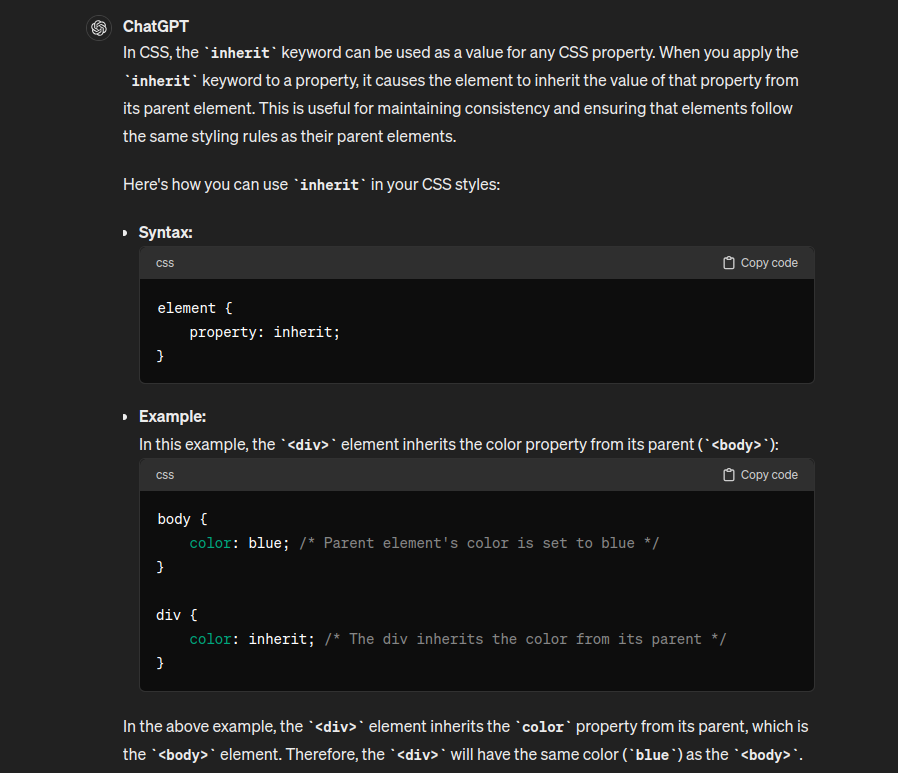 ChatGPT
In CSS, the `inherit` keyword can be used as a value for any CSS property. When you apply the
`inherit` keyword to a property, it causes the element to inherit the value of that property from
its parent element. This is useful for maintaining consistency and ensuring that elements follow
the same styling rules as their parent elements.
Here's how you can use `inherit` in your CSS styles:
• Syntax:
css Copy code
element {
    property: inherit;
}
• Example:
In this example, the `<div>` element inherits the color property from its parent (`<body>`):
css Copy code
body {
    color: blue; /* Parent element's color is set to blue */
}
div {
    color: inherit; /* The div inherits the color from its parent */
}
In the above example, the `<div>` element inherits the `color` property from its parent, which is
the `<body>` element. Therefore, the `<div>` will have the same color (`blue`) as the `<body>`.